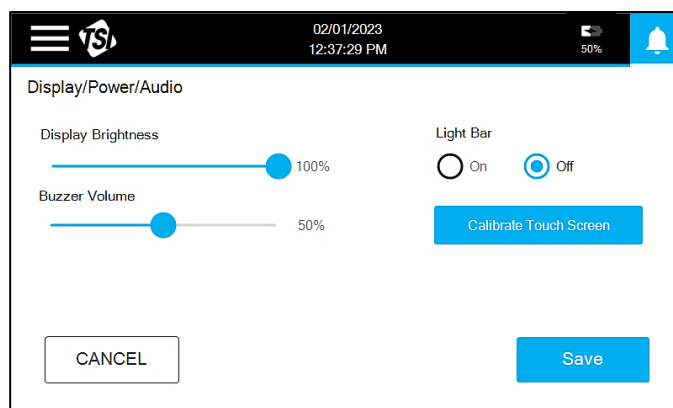 TSI
02/01/2023
12:37:29 PM
50%
Display/Power/Audio
Display Brightness
100%
Buzzer Volume
50%
Light Bar
On
Off
Calibrate Touch Screen
CANCEL
Save